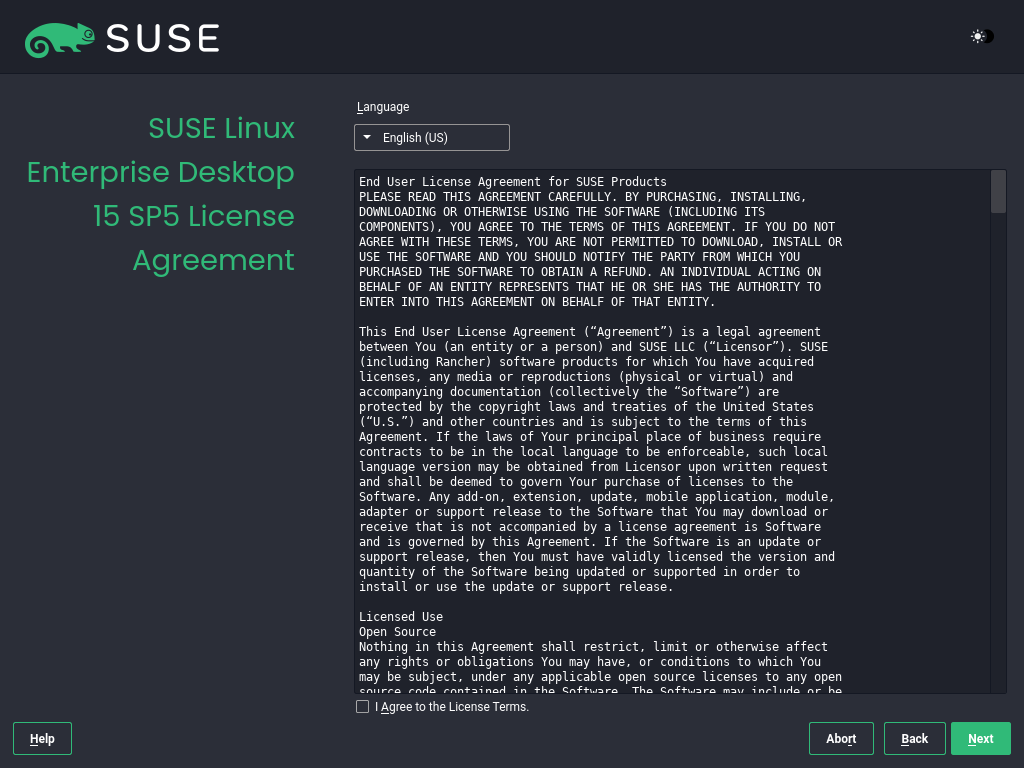 SUSE
SUSE Linux
Enterprise Desktop
15 SP5 License
Agreement
Language
English (US)
End User License Agreement for SUSE Products
PLEASE READ THIS AGREEMENT CAREFULLY. BY PURCHASING, INSTALLING,
DOWNLOADING OR OTHERWISE USING THE SOFTWARE (INCLUDING ITS
COMPONENTS), YOU AGREE TO THE TERMS OF THIS AGREEMENT. IF YOU DO NOT
AGREE WITH THESE TERMS, YOU ARE NOT PERMITTED TO DOWNLOAD, INSTALL OR
USE THE SOFTWARE AND YOU SHOULD NOTIFY THE PARTY FROM WHICH YOU
PURCHASED THE SOFTWARE TO OBTAIN A REFUND. AN INDIVIDUAL ACTING ON
BEHALF OF AN ENTITY REPRESENTS THAT HE OR SHE HAS THE AUTHORITY TO
ENTER INTO THIS AGREEMENT ON BEHALF OF THAT ENTITY.
This End User License Agreement (“Agreement”) is a legal agreement
between You (an entity or a person) and SUSE LLC (“Licensor”). SUSE
(including Rancher) software products for which You have acquired
licenses, any media or reproductions (physical or virtual) and
accompanying documentation (collectively the “Software”) are
protected by the copyright laws and treaties of the United States
(“U.S.”) and other countries and is subject to the terms of this
Agreement. If the laws of Your principal place of business require
contracts to be in the local language to be enforceable, such local
language version may be obtained from Licensor upon written request
and shall be deemed to govern Your purchase of licenses to the
Software. Any add-on, extension, update, mobile application, module,
adapter or support release to the Software that You may download or
receive that is not accompanied by a license agreement is Software
and is governed by this Agreement. If the Software is an update or
support release, then You must have validly licensed the version and
quantity of the Software being updated or supported in order to
install or use the update or support release.
Licensed Use
Open Source
Nothing in this Agreement shall restrict, limit or otherwise affect
any rights or obligations You may have, or conditions to which You
may be subject, under any applicable open source licenses to any open
source code contained in the Software. The Software may include or be
I Agree to the License Terms.
Help
Abort
Back
Next